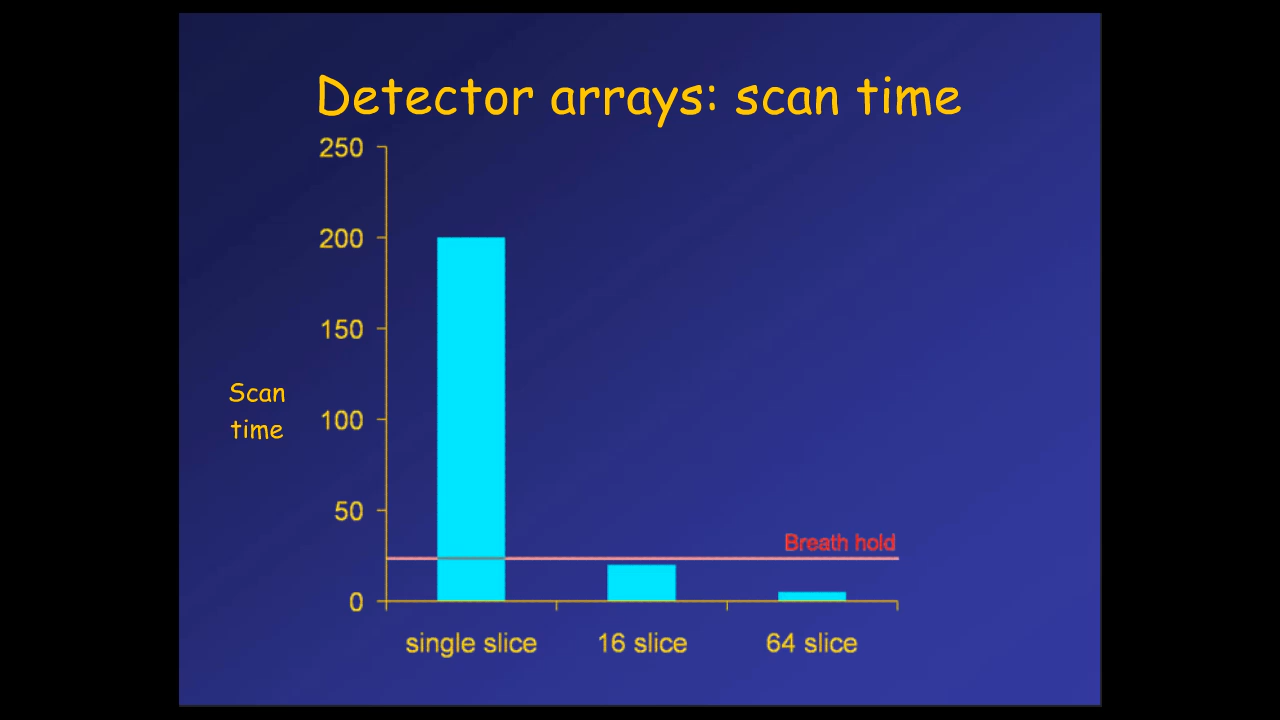 Detector arrays: scan time
250
200
150
Scan
time
100
50
Breath hold
0
single slice
16 slice
64 slice